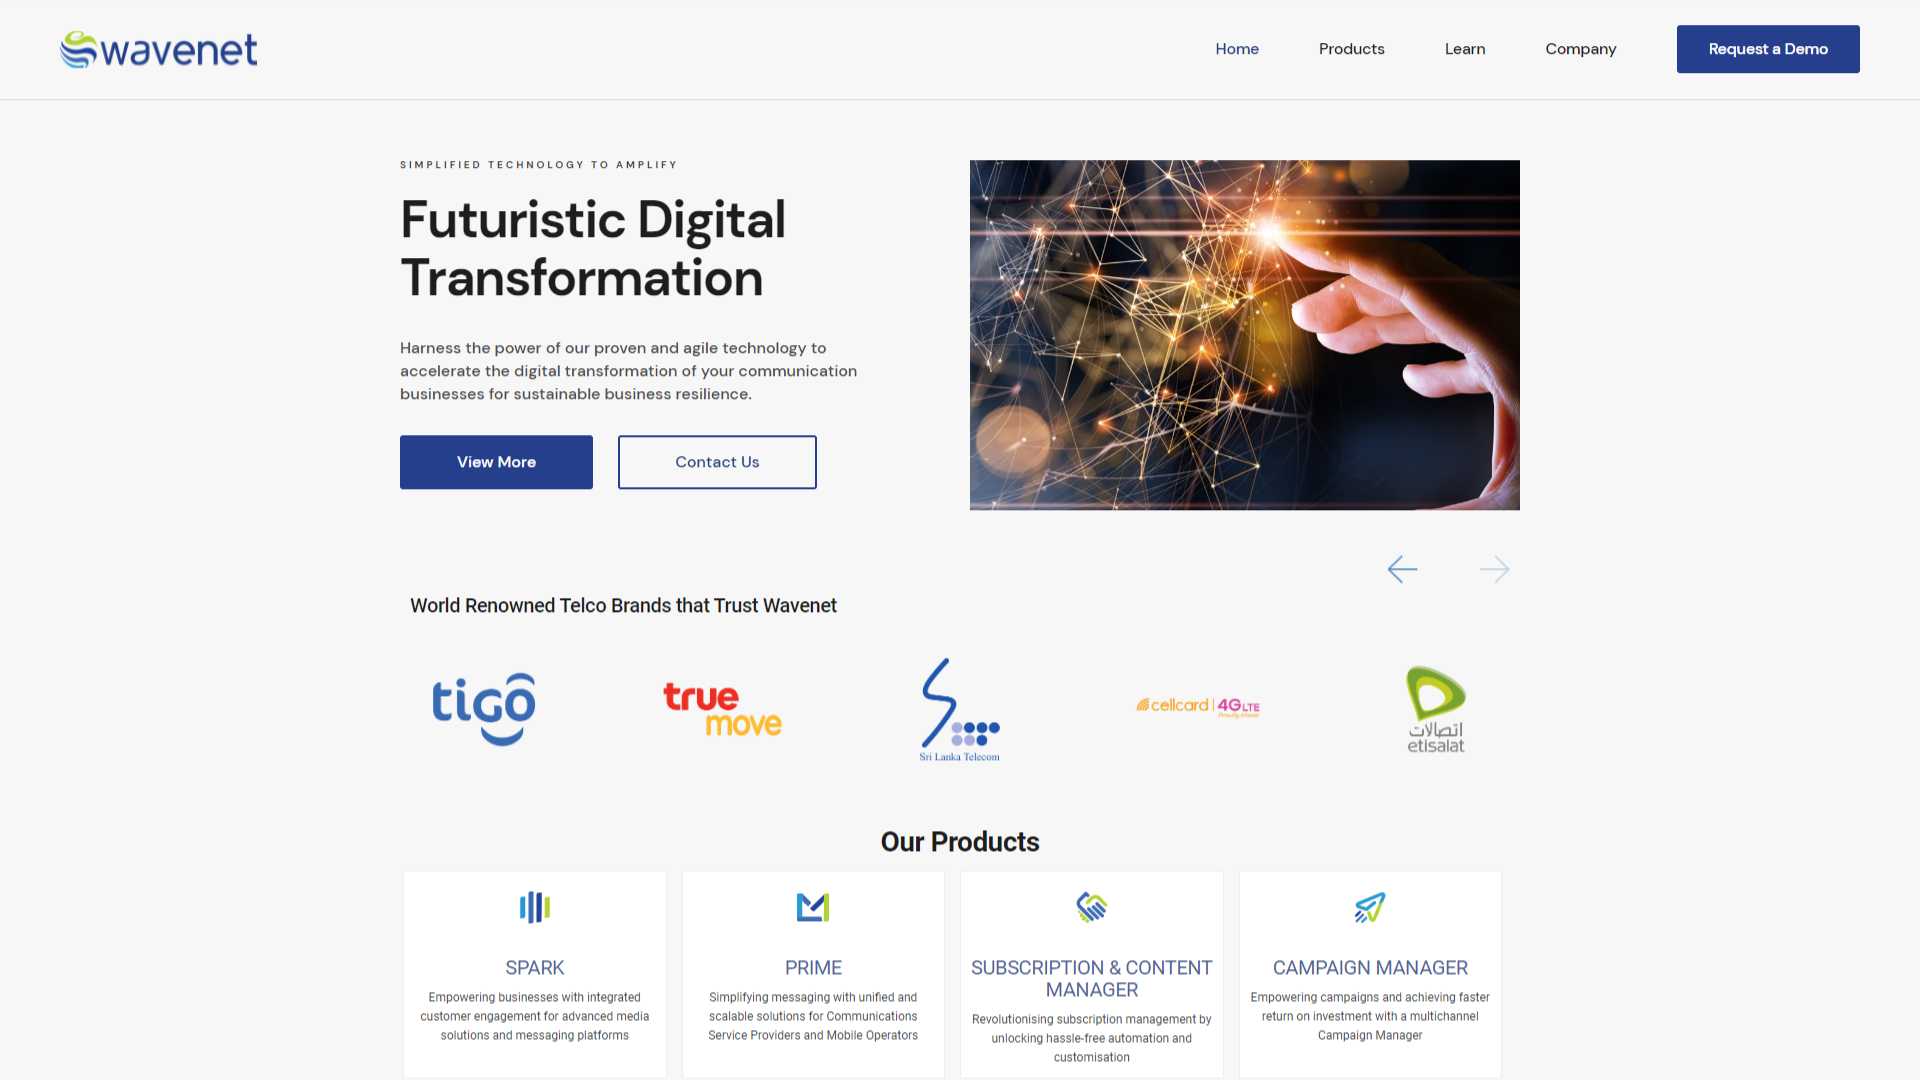 wavenet
Home
Products
Learn
Company
Request a Demo
SIMPLIFIED TECHNOLOGY TO AMPLIFY
Futuristic Digital
Transformation
Harness the power of our proven and agile technology to
accelerate the digital transformation of your communication
businesses for sustainable business resilience.
View More
Contact Us
World Renowned Telco Brands that Trust Wavenet
tigo
true
move
Sri Lanka Telecom
cellcard | 4G LTE
اتصالات
etisalat
Our Products
SPARK
Empowering businesses with integrated
customer engagement for advanced media
solutions and messaging platforms
PRIME
Simplifying messaging with unified and
scalable solutions for Communications
Service Providers and Mobile Operators
SUBSCRIPTION & CONTENT
MANAGER
Revolutionising subscription management by
unlocking hassle-free automation and
customisation
CAMPAIGN MANAGER
Empowering campaigns and achieving faster
return on investment with a multichannel
Campaign Manager